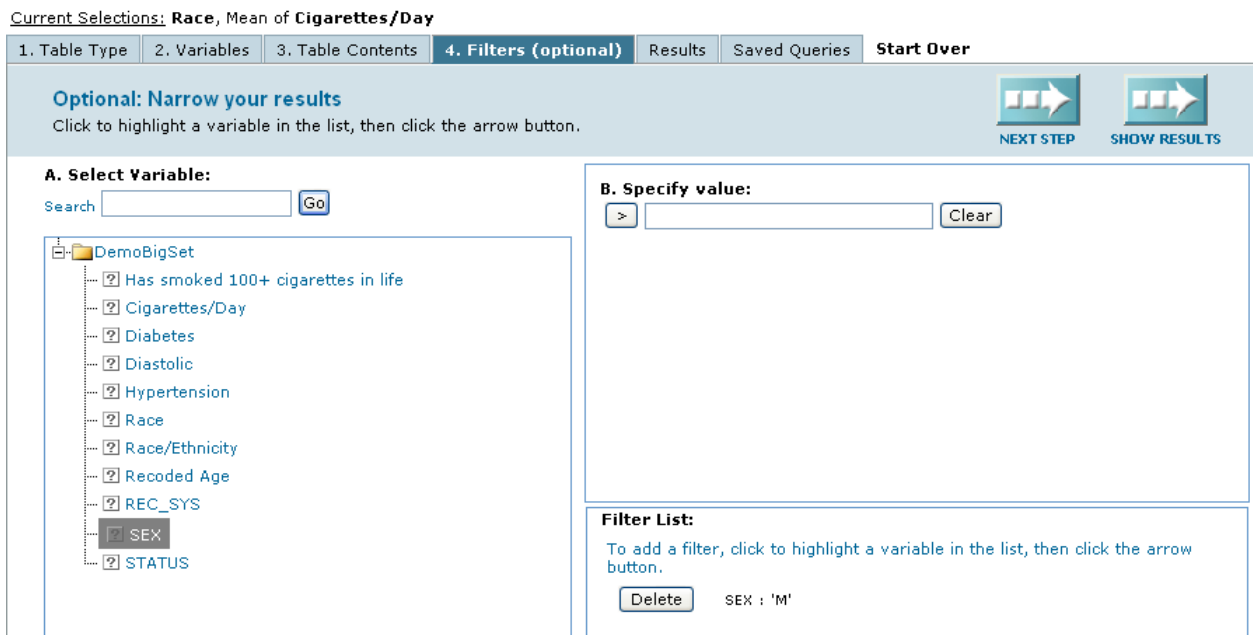 Current Selections: Race, Mean of Cigarettes/Day
1. Table Type 2. Variables 3. Table Contents 4. Filters (optional) Results Saved Queries Start Over
Optional: Narrow your results
Click to highlight a variable in the list, then click the arrow button.
NEXT STEP SHOW RESULTS
A. Select Variable:
Search Go
DemoBigSet
? Has smoked 100+ cigarettes in life
? Cigarettes/Day
? Diabetes
? Diastolic
? Hypertension
? Race
? Race/Ethnicity
? Recoded Age
? REC_SYS
? SEX
? STATUS
B. Specify value:
> Clear
Filter List:
To add a filter, click to highlight a variable in the list, then click the arrow
button.
Delete SEX : 'M'